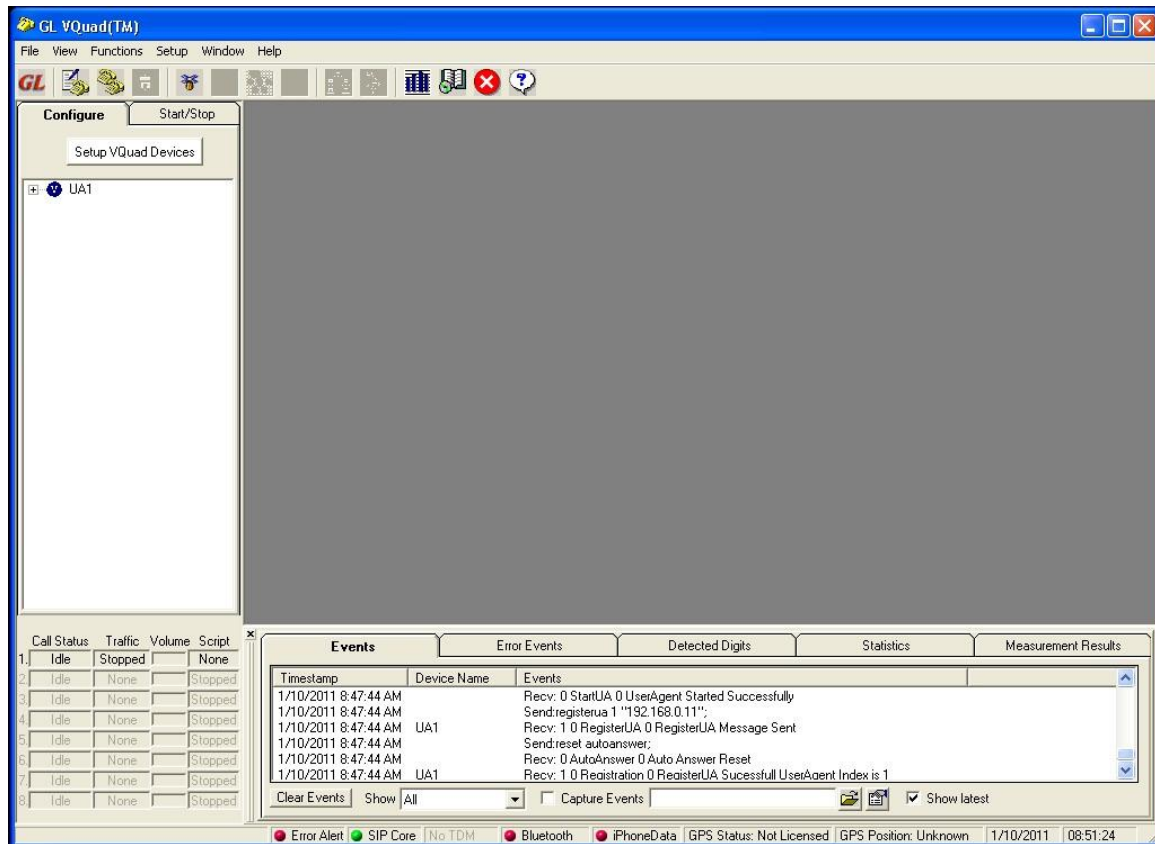 GL VQuad(TM)
File View Functions Setup Window Help
GL
Configure Start/Stop
Setup VQuad Devices
V UA1
Call Status Traffic Volume Script
1. Idle Stopped None
2. Idle None Stopped
3. Idle None Stopped
4. Idle None Stopped
5. Idle None Stopped
6. Idle None Stopped
7. Idle None Stopped
8. Idle None Stopped
Events Error Events Detected Digits Statistics Measurement Results
Timestamp Device Name Events
1/10/2011 8:47:44 AM Recv: 0 StartUA 0 UserAgent Started Successfully
1/10/2011 8:47:44 AM Send:registerua 1 "192.168.0.11";
1/10/2011 8:47:44 AM UA1 Recv: 1 0 RegisterUA 0 RegisterUA Message Sent
1/10/2011 8:47:44 AM Send:reset autoanswer;
1/10/2011 8:47:44 AM Recv: 0 AutoAnswer 0 Auto Answer Reset
1/10/2011 8:47:44 AM UA1 Recv: 1 0 Registration 0 RegisterUA Sucessfull UserAgent Index is 1
Clear Events Show All Capture Events Show latest
Error Alert SIP Core No TDM Bluetooth iPhoneData GPS Status: Not Licensed GPS Position: Unknown 1/10/2011 08:51:24